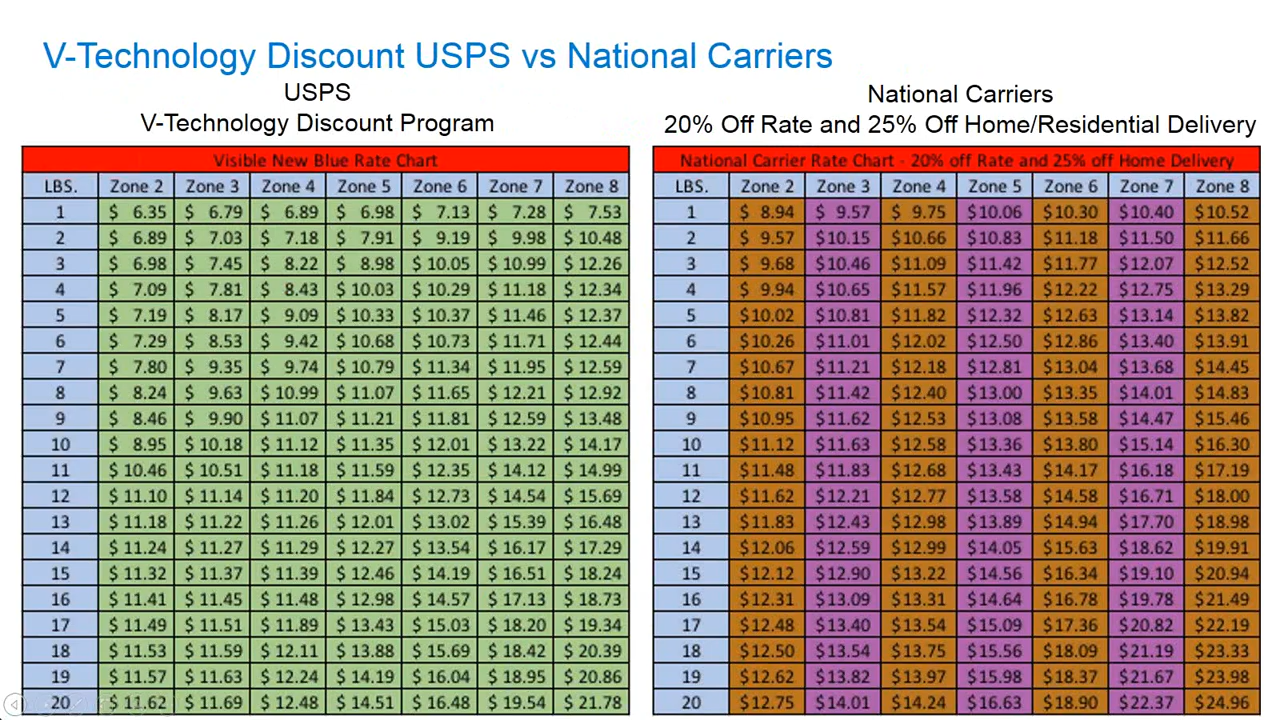 V-Technology Discount USPS vs National Carriers
USPS
V-Technology Discount Program
Visible New Blue Rate Chart
LBS. Zone 2 Zone 3 Zone 4 Zone 5 Zone 6 Zone 7 Zone 8
1 $ 6.35 $ 6.79 $ 6.89 $ 6.98 $ 7.13 $ 7.28 $ 7.53
2 $ 6.89 $ 7.03 $ 7.18 $ 7.91 $ 9.19 $ 9.98 $ 10.48
3 $ 6.98 $ 7.45 $ 8.22 $ 8.98 $ 10.05 $ 10.99 $ 12.26
4 $ 7.09 $ 7.81 $ 8.43 $ 10.03 $ 10.29 $ 11.18 $ 12.34
5 $ 7.19 $ 8.17 $ 9.09 $ 10.33 $ 10.37 $ 11.46 $ 12.37
6 $ 7.29 $ 8.53 $ 9.42 $ 10.68 $ 10.73 $ 11.71 $ 12.44
7 $ 7.80 $ 9.35 $ 9.74 $ 10.79 $ 11.34 $ 11.95 $ 12.59
8 $ 8.24 $ 9.63 $ 10.99 $ 11.07 $ 11.65 $ 12.21 $ 12.92
9 $ 8.46 $ 9.90 $ 11.07 $ 11.21 $ 11.81 $ 12.59 $ 13.48
10 $ 8.95 $ 10.18 $ 11.12 $ 11.35 $ 12.01 $ 13.22 $ 14.17
11 $ 10.46 $ 10.51 $ 11.18 $ 11.59 $ 12.35 $ 14.12 $ 14.99
12 $ 11.10 $ 11.14 $ 11.20 $ 11.84 $ 12.73 $ 14.54 $ 15.69
13 $ 11.18 $ 11.22 $ 11.26 $ 12.01 $ 13.02 $ 15.39 $ 16.48
14 $ 11.24 $ 11.27 $ 11.29 $ 12.27 $ 13.54 $ 16.17 $ 17.29
15 $ 11.32 $ 11.37 $ 11.39 $ 12.46 $ 14.19 $ 16.51 $ 18.24
16 $ 11.41 $ 11.45 $ 11.48 $ 12.98 $ 14.57 $ 17.13 $ 18.73
17 $ 11.49 $ 11.51 $ 11.89 $ 13.43 $ 15.03 $ 18.20 $ 19.34
18 $ 11.53 $ 11.59 $ 12.11 $ 13.88 $ 15.69 $ 18.42 $ 20.39
19 $ 11.57 $ 11.63 $ 12.24 $ 14.19 $ 16.04 $ 18.95 $ 20.86
20 $ 11.62 $ 11.69 $ 12.48 $ 14.51 $ 16.48 $ 19.54 $ 21.78
National Carriers
20% Off Rate and 25% Off Home/Residential Delivery
National Carrier Rate Chart - 20% off Rate and 25% off Home Delivery
LBS. Zone 2 Zone 3 Zone 4 Zone 5 Zone 6 Zone 7 Zone 8
1 $ 8.94 $ 9.57 $ 9.75 $10.06 $10.30 $10.40 $10.52
2 $ 9.57 $10.15 $10.66 $10.83 $11.18 $11.50 $11.66
3 $ 9.68 $10.46 $11.09 $11.42 $11.77 $12.07 $12.52
4 $ 9.94 $10.65 $11.57 $11.96 $12.22 $12.75 $13.29
5 $10.02 $10.81 $11.82 $12.32 $12.63 $13.14 $13.82
6 $10.26 $11.01 $12.02 $12.50 $12.86 $13.40 $13.91
7 $10.67 $11.21 $12.18 $12.81 $13.04 $13.68 $14.45
8 $10.81 $11.42 $12.40 $13.00 $13.35 $14.01 $14.83
9 $10.95 $11.62 $12.53 $13.08 $13.58 $14.47 $15.46
10 $11.12 $11.63 $12.58 $13.36 $13.80 $15.14 $16.30
11 $11.48 $11.83 $12.68 $13.43 $14.17 $16.18 $17.19
12 $11.62 $12.21 $12.77 $13.58 $14.58 $16.71 $18.00
13 $11.83 $12.43 $12.98 $13.89 $14.94 $17.70 $18.98
14 $12.06 $12.59 $12.99 $14.05 $15.63 $18.62 $19.91
15 $12.12 $12.90 $13.22 $14.56 $16.34 $19.10 $20.94
16 $12.31 $13.09 $13.31 $14.64 $16.78 $19.78 $21.49
17 $12.48 $13.40 $13.54 $15.09 $17.36 $20.82 $22.19
18 $12.50 $13.54 $13.75 $15.56 $18.09 $21.19 $23.33
19 $12.62 $13.82 $13.97 $15.98 $18.37 $21.67 $23.98
20 $12.75 $14.01 $14.24 $16.63 $18.90 $22.37 $24.96